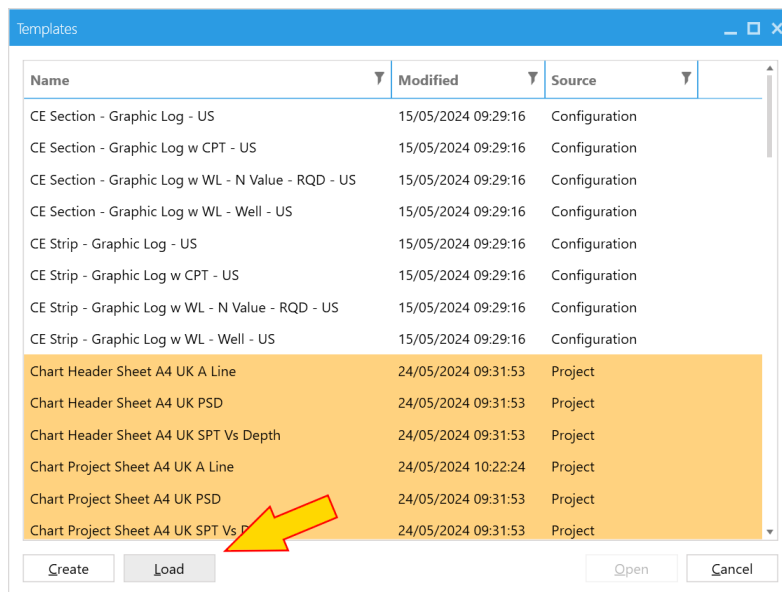 Templates
Name Modified Source
CE Section - Graphic Log - US 15/05/2024 09:29:16 Configuration
CE Section - Graphic Log w CPT - US 15/05/2024 09:29:16 Configuration
CE Section - Graphic Log w WL - N Value - RQD - US 15/05/2024 09:29:16 Configuration
CE Section - Graphic Log w WL - Well - US 15/05/2024 09:29:16 Configuration
CE Strip - Graphic Log - US 15/05/2024 09:29:16 Configuration
CE Strip - Graphic Log w CPT - US 15/05/2024 09:29:16 Configuration
CE Strip - Graphic Log w WL - N Value - RQD - US 15/05/2024 09:29:16 Configuration
CE Strip - Graphic Log w WL - Well - US 15/05/2024 09:29:16 Configuration
Chart Header Sheet A4 UK A Line 24/05/2024 09:31:53 Project
Chart Header Sheet A4 UK PSD 24/05/2024 09:31:53 Project
Chart Header Sheet A4 UK SPT Vs Depth 24/05/2024 09:31:53 Project
Chart Project Sheet A4 UK A Line 24/05/2024 10:22:24 Project
Chart Project Sheet A4 UK PSD 24/05/2024 09:31:53 Project
Chart Project Sheet A4 UK SPT Vs 24/05/2024 09:31:53 Project
Create Load Open Cancel